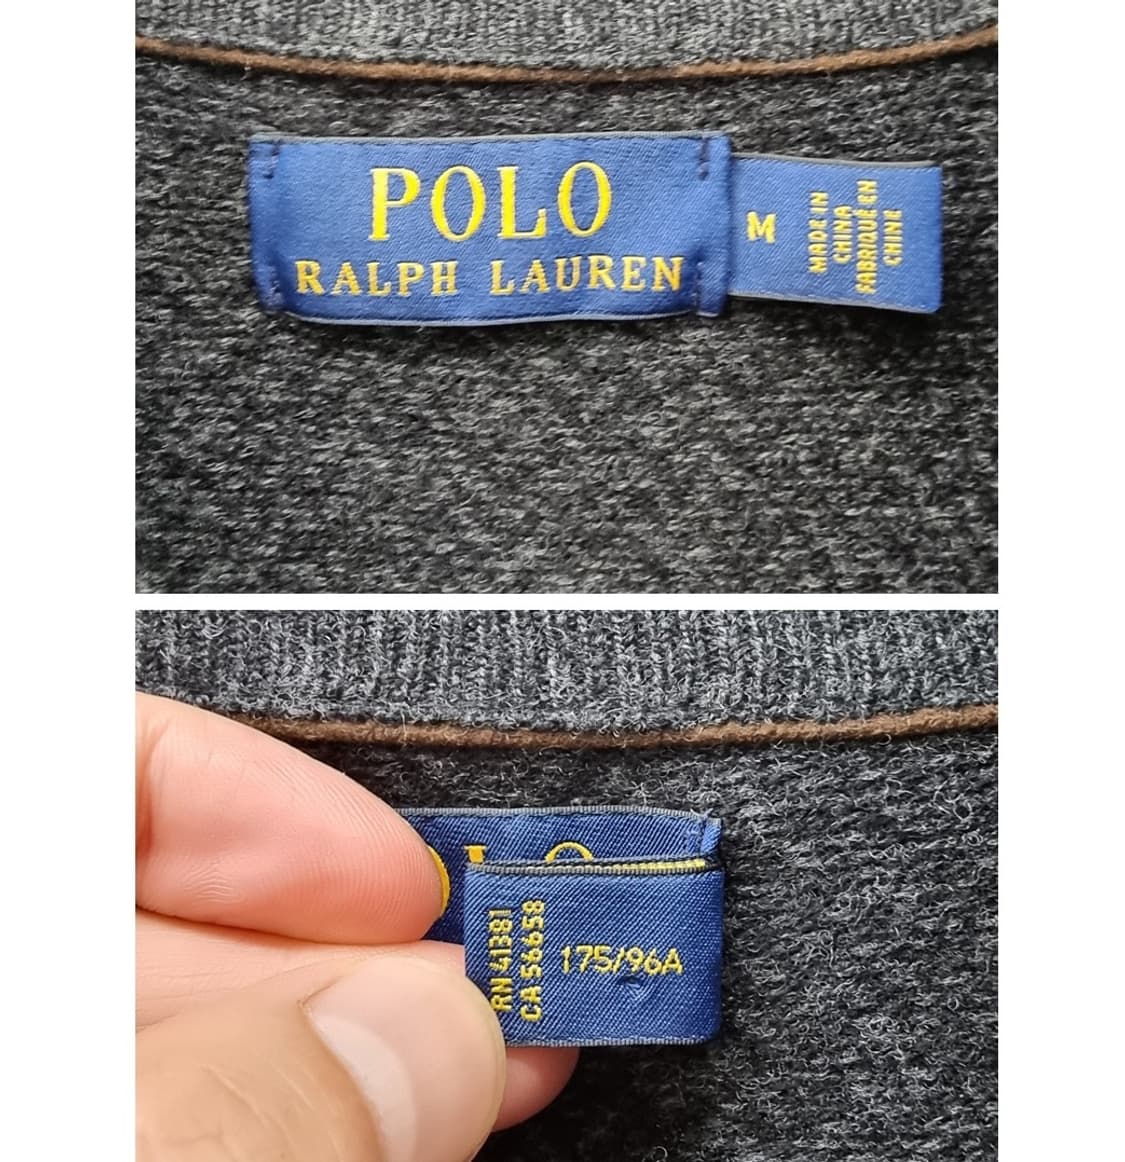 POLO
RALPH LAUREN
M
MADE IN
CHINA
FABRIQUÉ EN
CHINE
RN 41381
CA 56658
175/96A